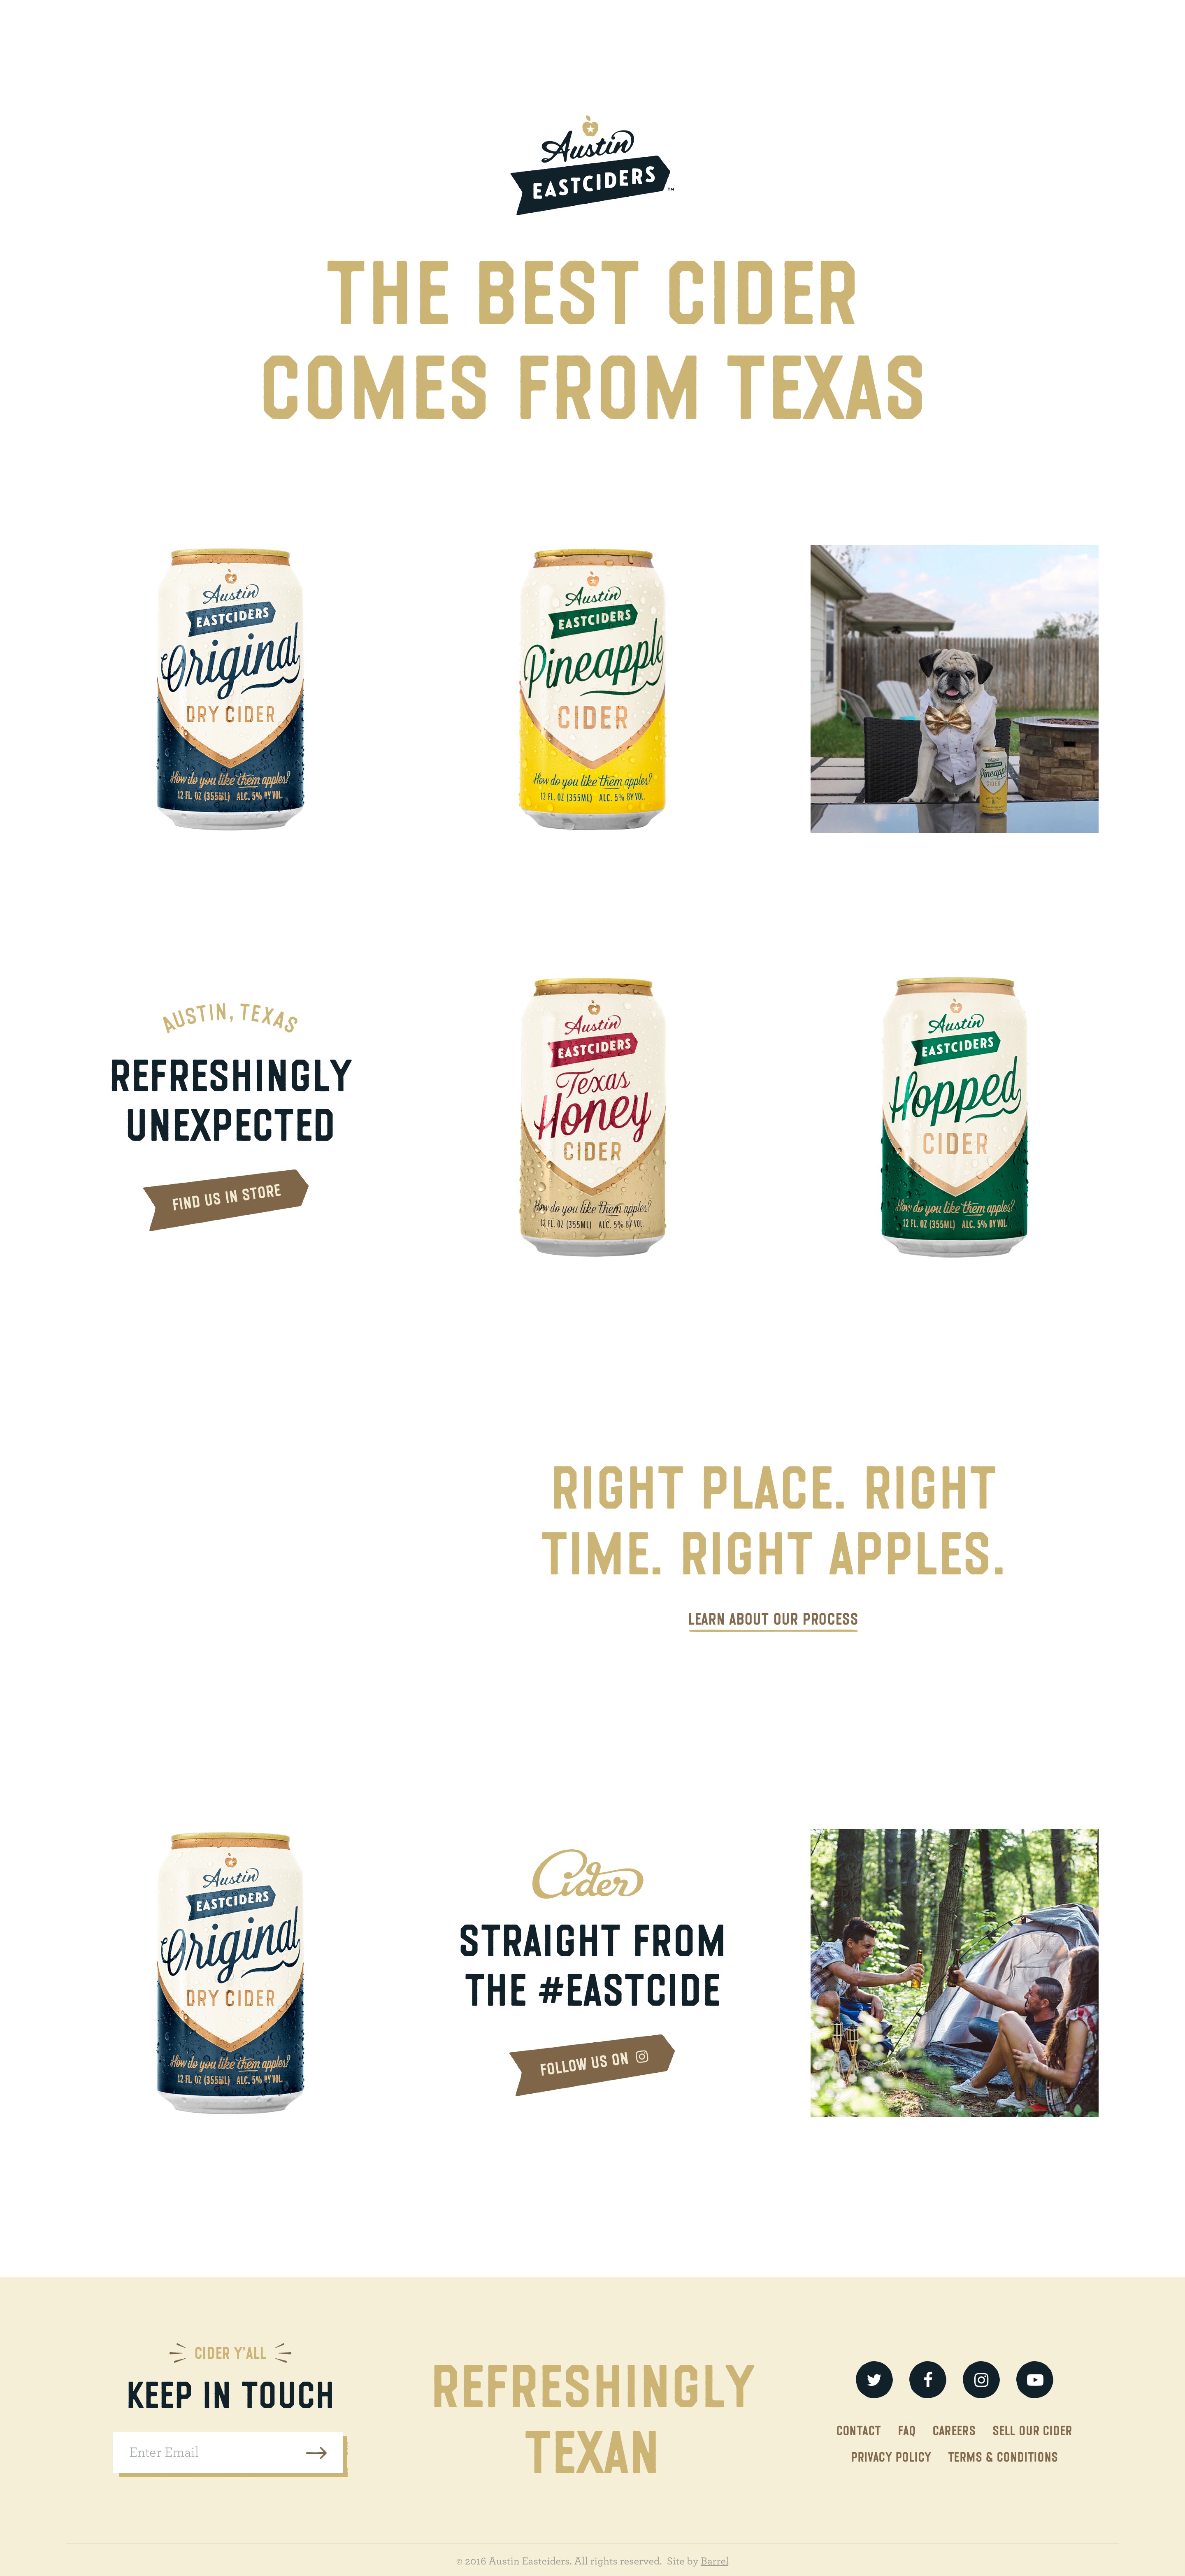 Austin
EASTCIDERS™
THE BEST CIDER
COMES FROM TEXAS
Austin
EASTCIDERS
Original
DRY CIDER
How do you like them apples?
12 FL. OZ (355ML) ALC. 5% BY VOL.
Austin
EASTCIDERS
Pineapple
CIDER
How do you like them apples?
12 FL. OZ (355ML) ALC. 5% BY VOL.
Pineapple
CIDER
AUSTIN, TEXAS
REFRESHINGLY
UNEXPECTED
FIND US IN STORE
Austin
EASTCIDERS
Texas
Honey
CIDER
How do you like them apples?
12 FL. OZ (355ML) ALC. 5% BY VOL.
Austin
EASTCIDERS
Hopped
CIDER
How do you like them apples?
12 FL. OZ (355ML) ALC. 5% BY VOL.
RIGHT PLACE. RIGHT
TIME. RIGHT APPLES.
LEARN ABOUT OUR PROCESS
Austin
EASTCIDERS
Original
DRY CIDER
How do you like them apples?
12 FL. OZ (355ML) ALC. 5% BY VOL.
Cider
STRAIGHT FROM
THE #EASTCIDE
FOLLOW US ON
CIDER Y'ALL
KEEP IN TOUCH
Enter Email
REFRESHINGLY
TEXAN
CONTACT FAQ CAREERS SELL OUR CIDER
PRIVACY POLICY TERMS & CONDITIONS
© 2016 Austin Eastciders. All rights reserved. Site by Barrel